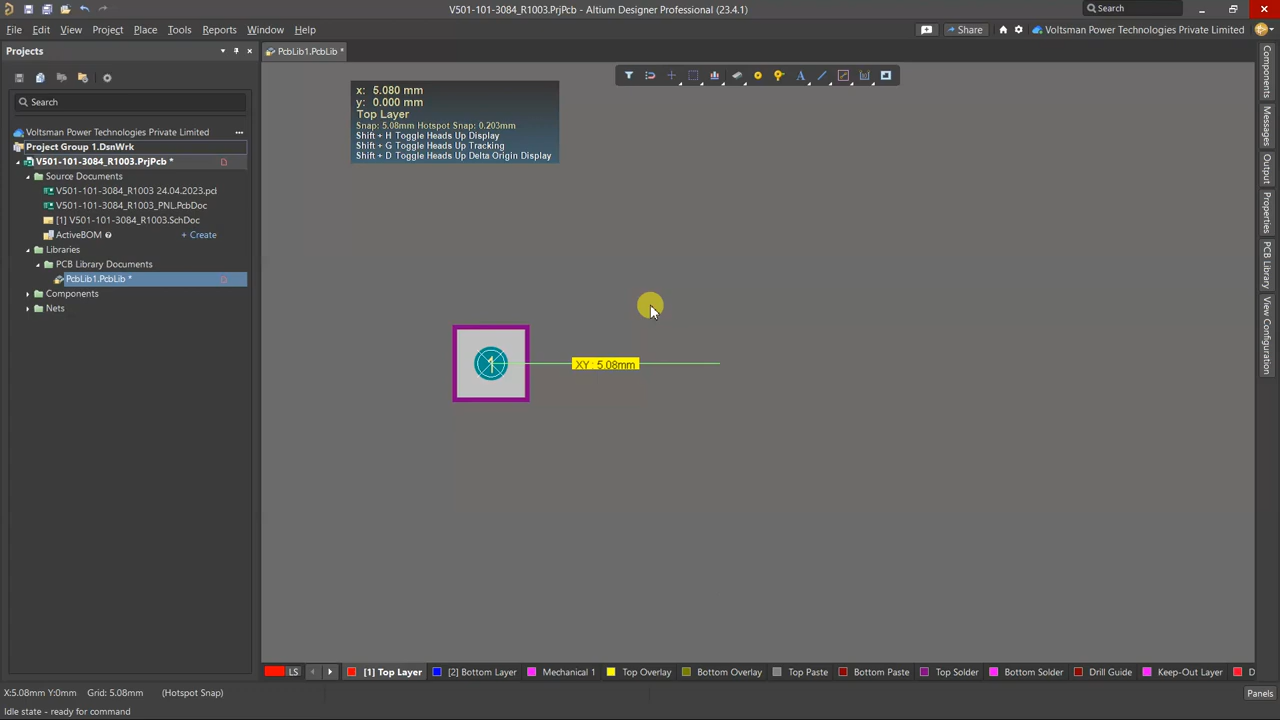 V501-101-3084_R1003.PrjPcb - Altium Designer Professional (23.4.1)
Search
File Edit View Project Place Tools Reports Window Help
Share
Voltsman Power Technologies Private Limited
Projects
PcbLib1.PcbLib *
Search
Voltsman Power Technologies Private Limited
Project Group 1.DsnWrk
V501-101-3084_R1003.PrjPcb *
Source Documents
V501-101-3084_R1003 24.04.2023.pcl
V501-101-3084_R1003_PNL.PcbDoc
[1] V501-101-3084_R1003.SchDoc
ActiveBOM
+ Create
Libraries
PCB Library Documents
PcbLib1.PcbLib *
Components
Nets
x: 5.080 mm
y: 0.000 mm
Top Layer
Snap: 5.08mm Hotspot Snap: 0.203mm
Shift + H Toggle Heads Up Display
Shift + G Toggle Heads Up Tracking
Shift + D Toggle Heads Up Delta Origin Display
1
XY : 5.08mm
Components
Messages
Output
Properties
PCB Library
View Configuration
LS
[1] Top Layer
[2] Bottom Layer
Mechanical 1
Top Overlay
Bottom Overlay
Top Paste
Bottom Paste
Top Solder
Bottom Solder
Drill Guide
Keep-Out Layer
D
X:5.08mm Y:0mm Grid: 5.08mm (Hotspot Snap)
Panels
Idle state - ready for command